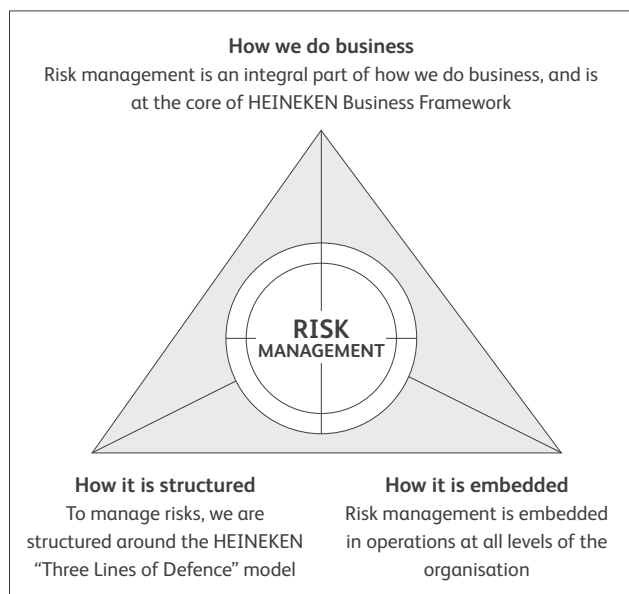 How we do business
Risk management is an integral part of how we do business, and is
at the core of HEINEKEN Business Framework
RISK
MANAGEMENT
How it is structured
To manage risks, we are
structured around the HEINEKEN
“Three Lines of Defence” model
How it is embedded
Risk management is embedded
in operations at all levels of the
organisation